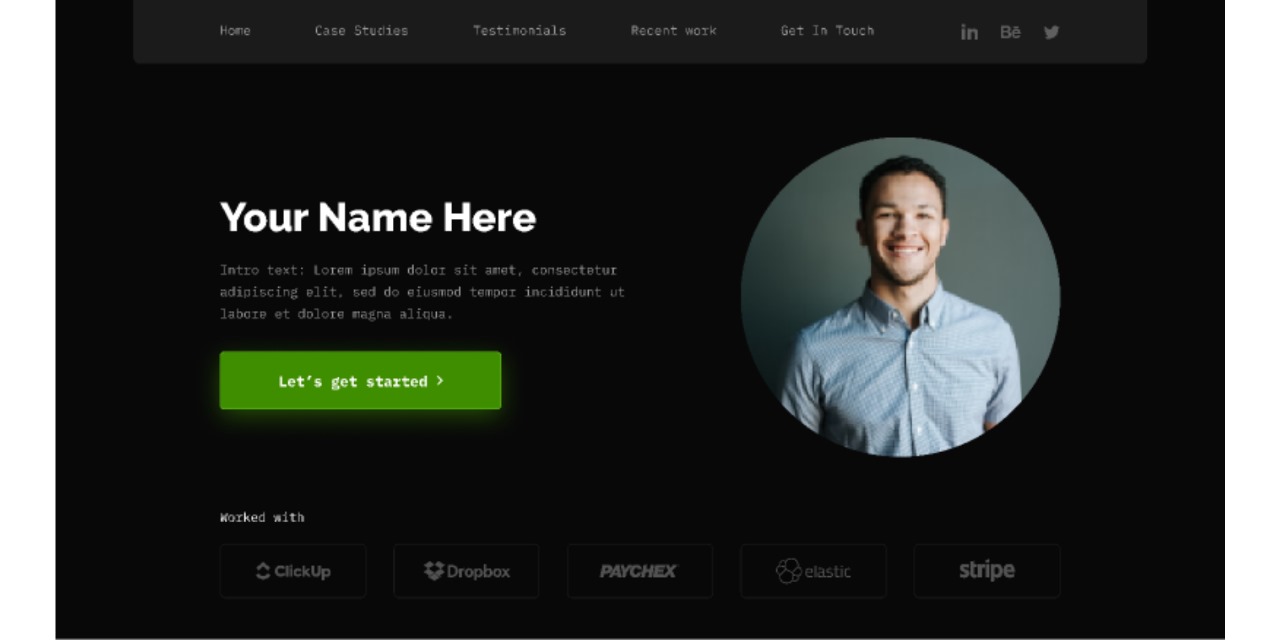 Home Case Studies Testimonials Recent work Get In Touch in Bē
Your Name Here
Intro text: Lorem ipsum dolor sit amet, consectetur
adipiscing elit, sed do eiusmod tempor incididunt ut
labore et dolore magna aliqua.
Let's get started >
Worked with
ClickUp Dropbox PAYCHEX elastic stripe